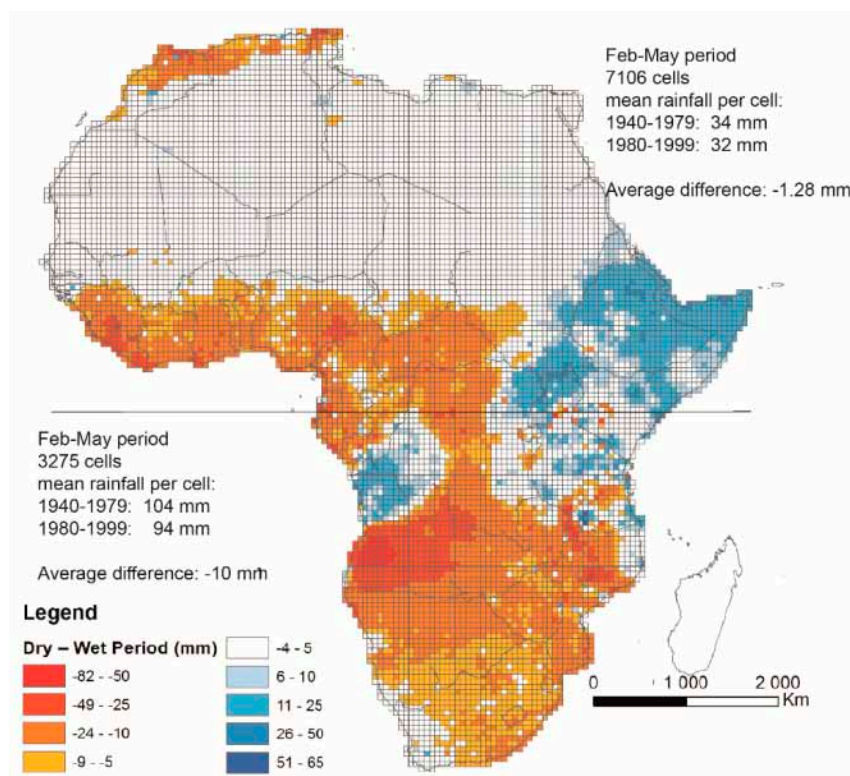 Feb-May period
7106 cells
mean rainfall per cell:
1940-1979: 34 mm
1980-1999: 32 mm
Average difference: -1.28 mm
Feb-May period
3275 cells
mean rainfall per cell:
1940-1979: 104 mm
1980-1999: 94 mm
Average difference: -10 mm
Legend
Dry – Wet Period (mm)
-82 - -50
-49 - -25
-24 - -10
-9 - -5
-4 - 5
6 - 10
11 - 25
26 - 50
51 - 65
0 1 000 2 000
Km